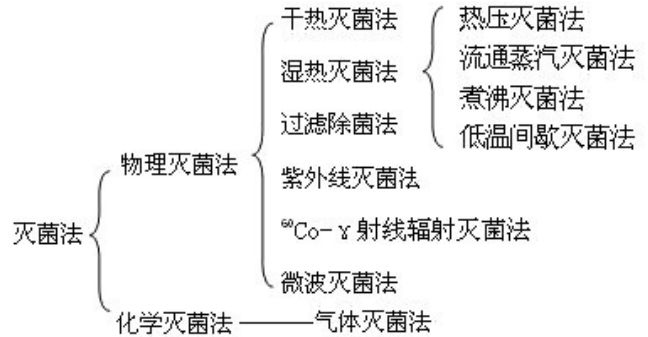 干热灭菌法
热压灭菌法
流通蒸汽灭菌法
湿热灭菌法
煮沸灭菌法
过滤除菌法
低温间歇灭菌法
物理灭菌法
紫外线灭菌法
灭菌法
⁶⁰Co-γ射线辐射灭菌法
微波灭菌法
化学灭菌法
气体灭菌法